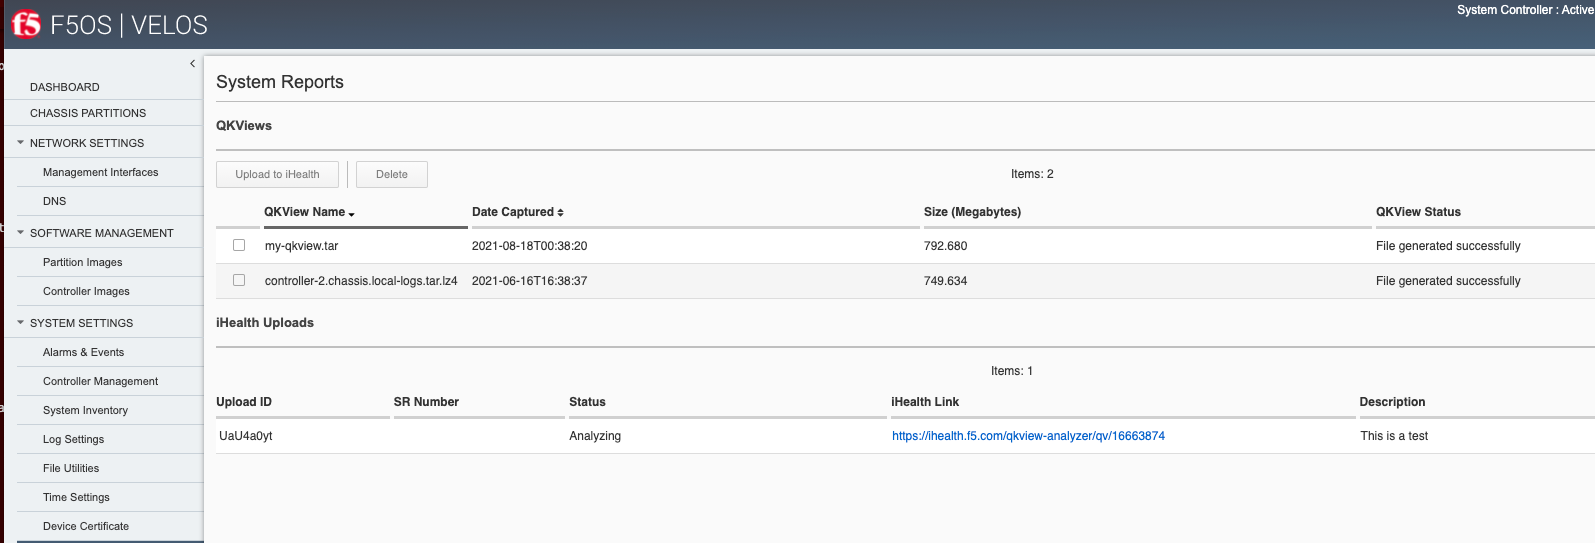 System Controller : Active
f5 F5OS | VELOS
DASHBOARD
CHASSIS PARTITIONS
NETWORK SETTINGS
Management Interfaces
DNS
SOFTWARE MANAGEMENT
Partition Images
Controller Images
SYSTEM SETTINGS
Alarms & Events
Controller Management
System Inventory
Log Settings
File Utilities
Time Settings
Device Certificate
System Reports
QKViews
Upload to iHealth Delete Items: 2
QKView Name Date Captured Size (Megabytes) QKView Status
my-qkview.tar 2021-08-18T00:38:20 792.680 File generated successfully
controller-2.chassis.local-logs.tar.lz4 2021-06-16T16:38:37 749.634 File generated successfully
iHealth Uploads
Items: 1
Upload ID SR Number Status iHealth Link Description
UaU4a0yt Analyzing https://ihealth.f5.com/qkview-analyzer/qv/16663874 This is a test